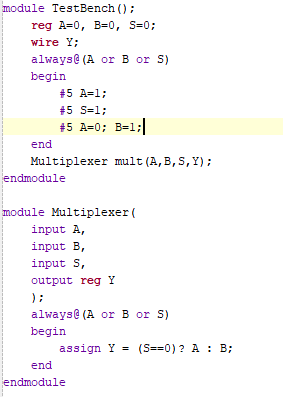 module TestBench();
    reg A=0, B=0, S=0;
    wire Y;
    always@(A or B or S)
    begin
        #5 A=1;
        #5 S=1;
        #5 A=0; B=1;
    end
    Multiplexer mult(A,B,S,Y);
endmodule

module Multiplexer(
    input A,
    input B,
    input S,
    output reg Y
    );
    always@(A or B or S)
    begin
        assign Y = (S==0)? A : B;
    end
endmodule